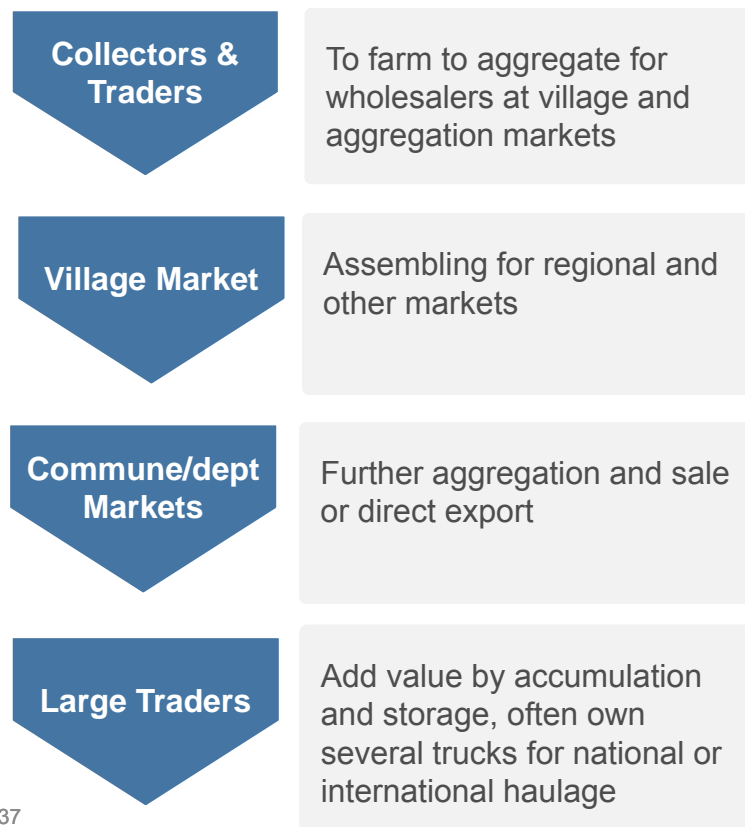 Collectors &
Traders
To farm to aggregate for
wholesalers at village and
aggregation markets
Village Market
Assembling for regional and
other markets
Commune/dept
Markets
Further aggregation and sale
or direct export
Large Traders
Add value by accumulation
and storage, often own
several trucks for national or
international haulage
37